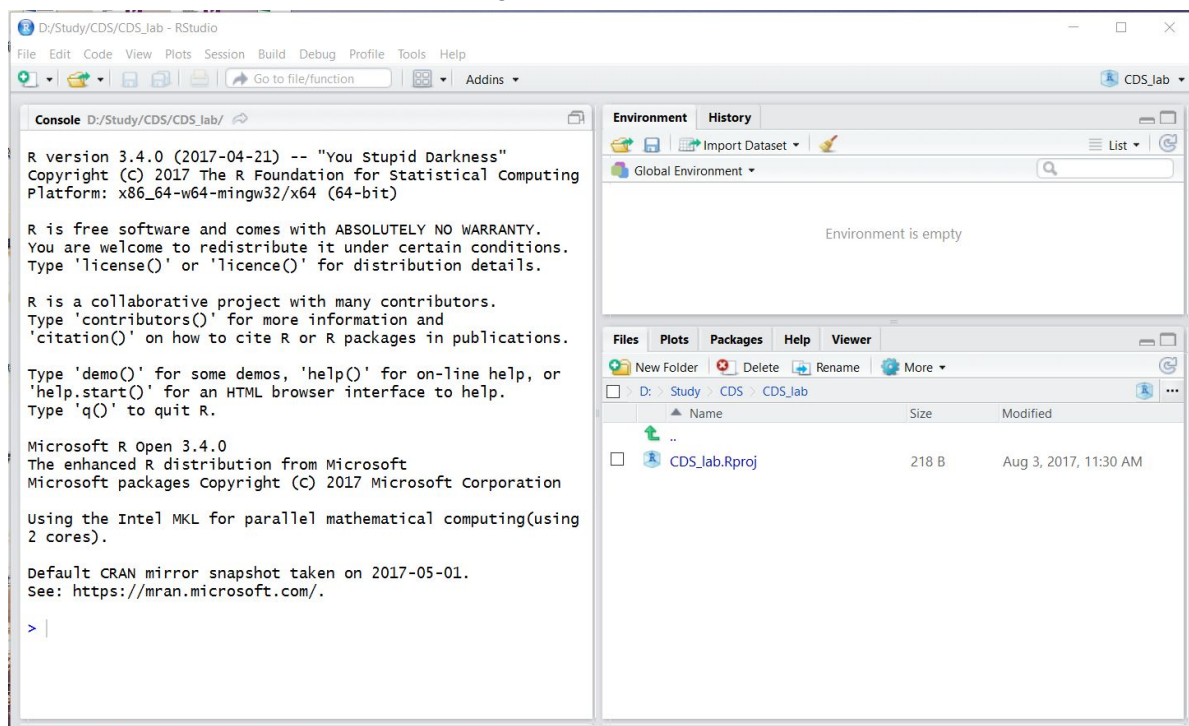 D:/Study/CDS/CDS_lab - RStudio
File Edit Code View Plots Session Build Debug Profile Tools Help
Go to file/function Addins CDS_lab
Console D:/Study/CDS/CDS_lab/
R version 3.4.0 (2017-04-21) -- "You Stupid Darkness"
Copyright (C) 2017 The R Foundation for Statistical Computing
Platform: x86_64-w64-mingw32/x64 (64-bit)
R is free software and comes with ABSOLUTELY NO WARRANTY.
You are welcome to redistribute it under certain conditions.
Type 'license()' or 'licence()' for distribution details.
R is a collaborative project with many contributors.
Type 'contributors()' for more information and
'citation()' on how to cite R or R packages in publications.
Type 'demo()' for some demos, 'help()' for on-line help, or
'help.start()' for an HTML browser interface to help.
Type 'q()' to quit R.
Microsoft R Open 3.4.0
The enhanced R distribution from Microsoft
Microsoft packages Copyright (C) 2017 Microsoft Corporation
Using the Intel MKL for parallel mathematical computing(using
2 cores).
Default CRAN mirror snapshot taken on 2017-05-01.
See: https://mran.microsoft.com/.
>
Environment History
Import Dataset List
Global Environment
Environment is empty
Files Plots Packages Help Viewer
New Folder Delete Rename More
D: > Study > CDS > CDS_lab
Name Size Modified
..
CDS_lab.Rproj 218 B Aug 3, 2017, 11:30 AM